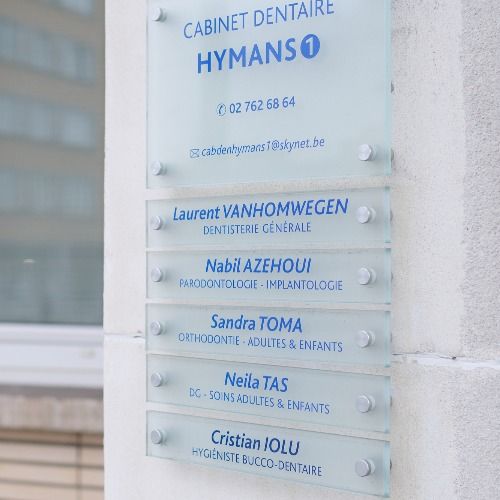 CABINET DENTAIRE
HYMANS 1
✆ 02 762 68 64
✉ cabdenhymans1@skynet.be
Laurent VANHOMWEGEN
DENTISTERIE GÉNÉRALE
Nabil AZEHOUI
PARODONTOLOGIE - IMPLANTOLOGIE
Sandra TOMA
ORTHODONTIE - ADULTES & ENFANTS
Neila TAS
DG - SOINS ADULTES & ENFANTS
Cristian IOLU
HYGIÉNISTE BUCCO-DENTAIRE